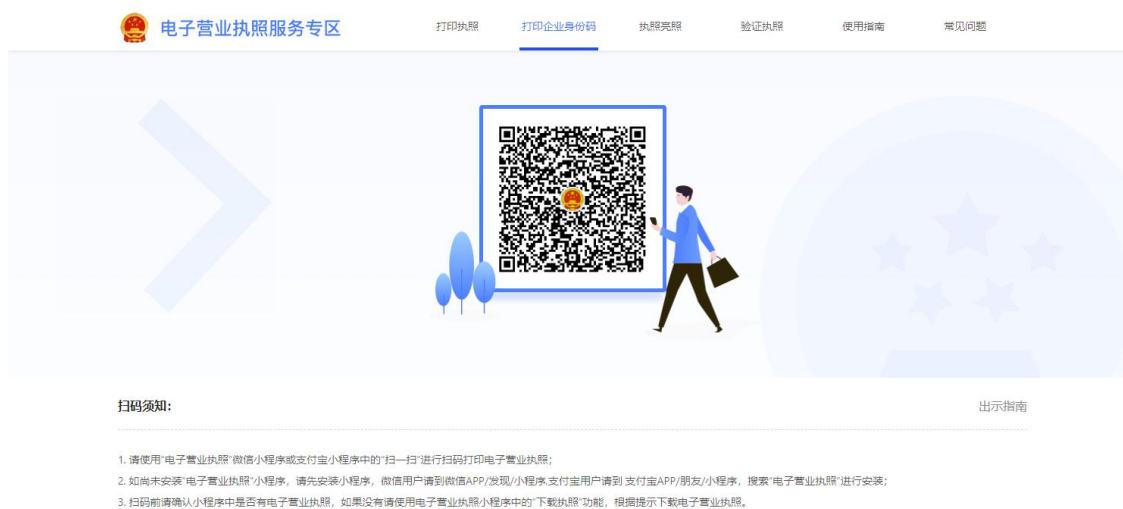 电子营业执照服务专区 打印执照 打印企业身份码 执照亮照 验证执照 使用指南 常见问题
扫码须知: 出示指南
1. 请使用"电子营业执照"微信小程序或支付宝小程序中的"扫一扫"进行扫码打印电子营业执照;
2. 如尚未安装"电子营业执照"小程序, 请先安装小程序, 微信用户请到微信APP/发现/小程序,支付宝用户请到 支付宝APP/朋友/小程序, 搜索"电子营业执照"进行安装;
3. 扫码前请确认小程序中是否有电子营业执照, 如果没有请使用电子营业执照小程序中的"下载执照"功能, 根据提示下载电子营业执照。